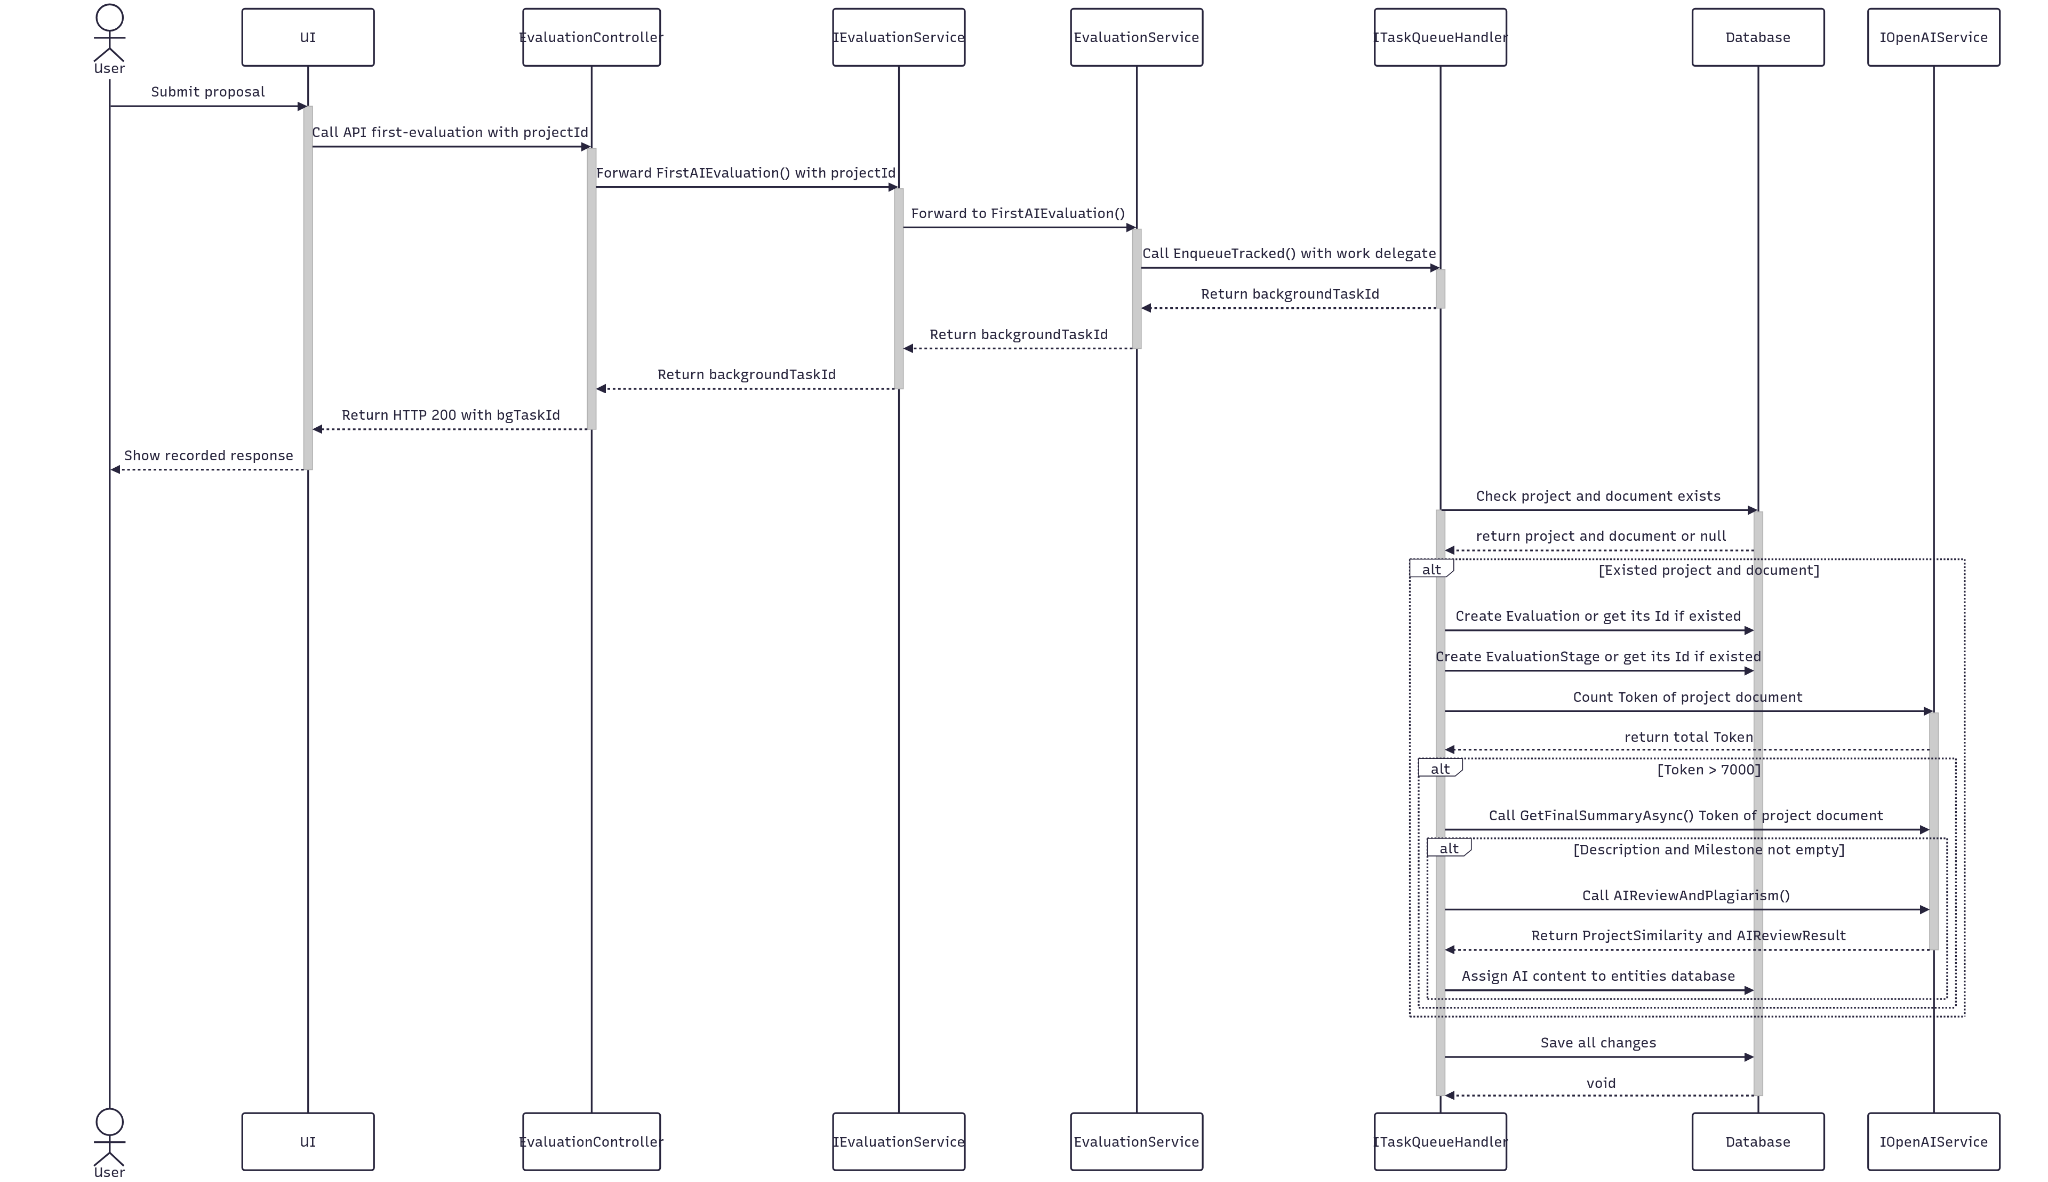 User
UI
EvaluationController
IEvaluationService
EvaluationService
ITaskQueueHandler
Database
IOpenAIService
Submit proposal
Call API first-evaluation with projectId
Forward FirstAIEvaluation() with projectId
Forward to FirstAIEvaluation()
Call EnqueueTracked() with work delegate
Return backgroundTaskId
Return backgroundTaskId
Return backgroundTaskId
Return HTTP 200 with bgTaskId
Show recorded response
Check project and document exists
return project and document or null
alt
[Existed project and document]
Create Evaluation or get its Id if existed
Create EvaluationStage or get its Id if existed
Count Token of project document
return total Token
alt
[Token > 7000]
Call GetFinalSummaryAsync() Token of project document
alt
[Description and Milestone not empty]
Call AIReviewAndPlagiarism()
Return ProjectSimilarity and AIReviewResult
Assign AI content to entities database
Save all changes
void
User
UI
EvaluationController
IEvaluationService
EvaluationService
ITaskQueueHandler
Database
IOpenAIService